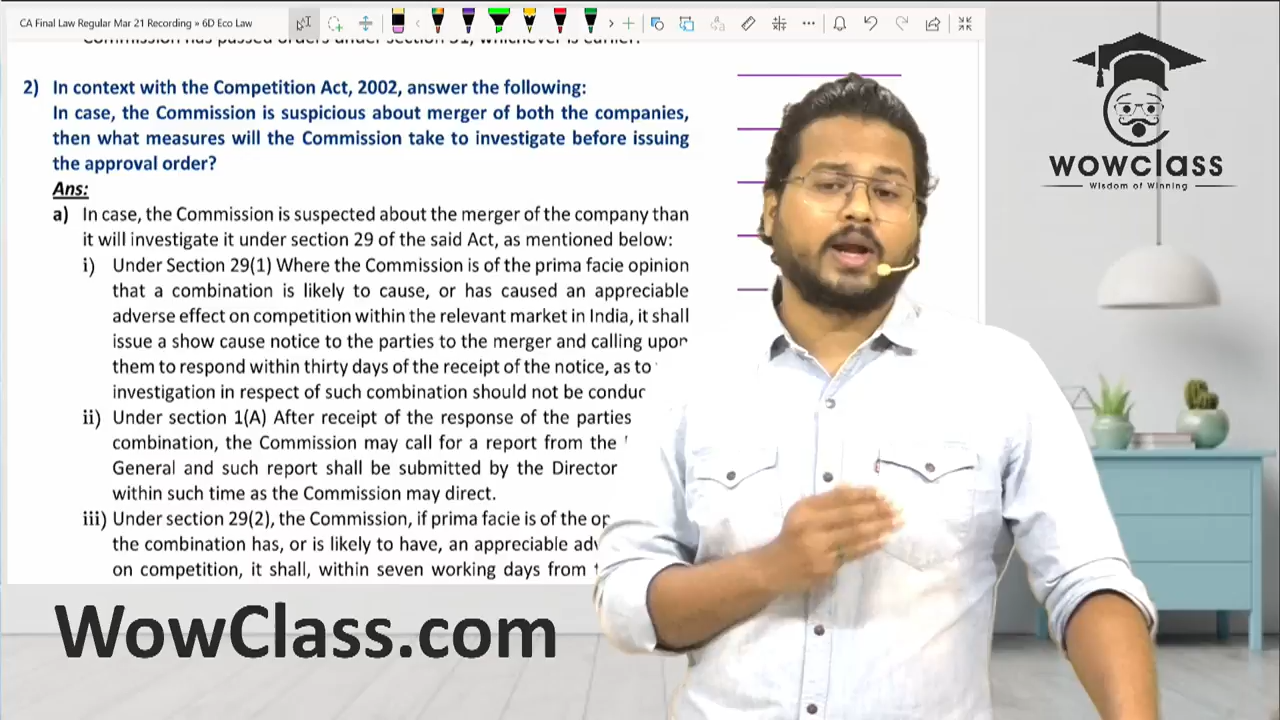 CA Final Law Regular Mar 21 Recording » 6D Eco Law
Commission has passed orders under section 31, whichever is earlier.
2) In context with the Competition Act, 2002, answer the following:
In case, the Commission is suspicious about merger of both the companies,
then what measures will the Commission take to investigate before issuing
the approval order?
Ans:
a) In case, the Commission is suspected about the merger of the company than
it will investigate it under section 29 of the said Act, as mentioned below:
i) Under Section 29(1) Where the Commission is of the prima facie opinion
that a combination is likely to cause, or has caused an appreciable
adverse effect on competition within the relevant market in India, it shall
issue a show cause notice to the parties to the merger and calling upon
them to respond within thirty days of the receipt of the notice, as to
investigation in respect of such combination should not be
ii) Under section 1(A) After receipt of the response of the parties
combination, the Commission may call for a report from the
General and such report shall be submitted by the Director
within such time as the Commission may direct.
iii) Under section 29(2), the Commission, if prima facie is of the
the combination has, or is likely to have, an appreciable
on competition, it shall, within seven working days from
WowClass.com
wowclass
Wisdom of Winning